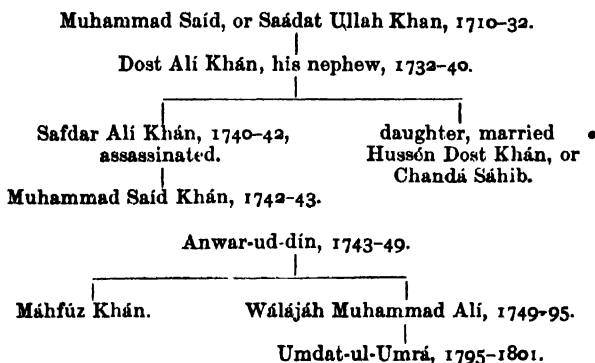 Muhammad Saíd, or Saádat Ullah Khan, 1710-32.
Dost Alí Khán, his nephew, 1732-40.
Safdar Alí Khán, 1740-42,
assassinated.
daughter, married
Hussén Dost Khán, or
Chandá Sáhib.
Muhammad Saíd Khán, 1742-43.
Anwar-ud-dín, 1743-49.
Máhfúz Khán.
Wálájáh Muhammad Alí, 1749-95.
Umdat-ul-Umrá, 1795-1801.